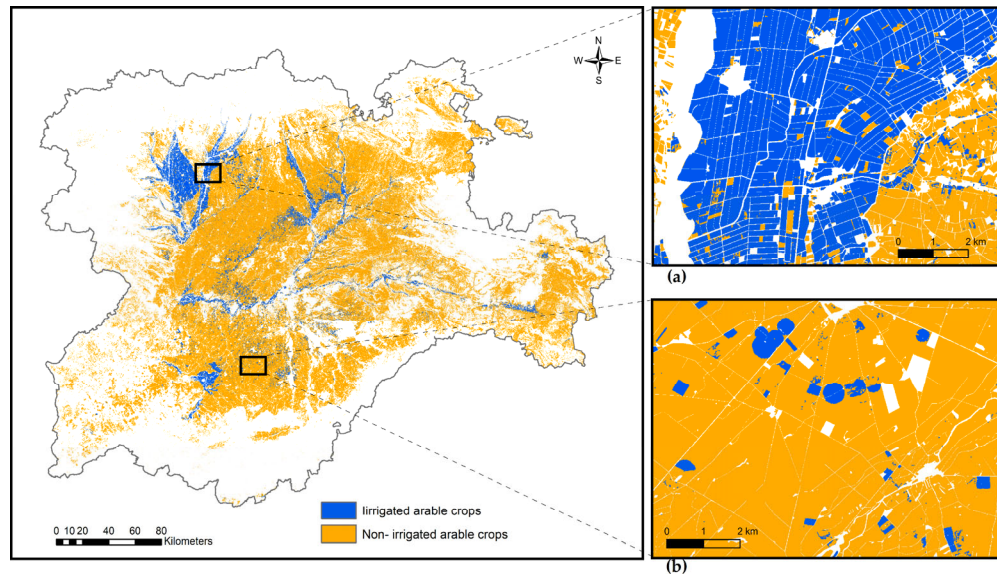 N
W E
S
0 1 2 km
(a)
Iirrigated arable crops
Non- irrigated arable crops
0 10 20 40 60 80
Kilometers
0 1 2 km
(b)